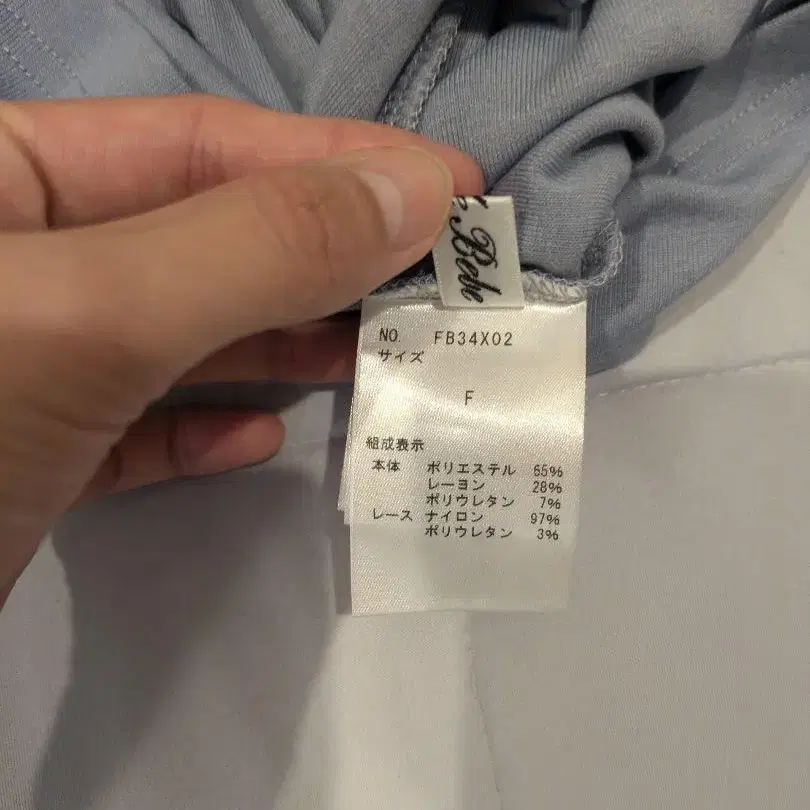 Bebe
NO. FB34X02
サイズ
F
組成表示
本体 ポリエステル 65%
レーヨン 28%
ポリウレタン 7%
レース ナイロン 97%
ポリウレタン 3%